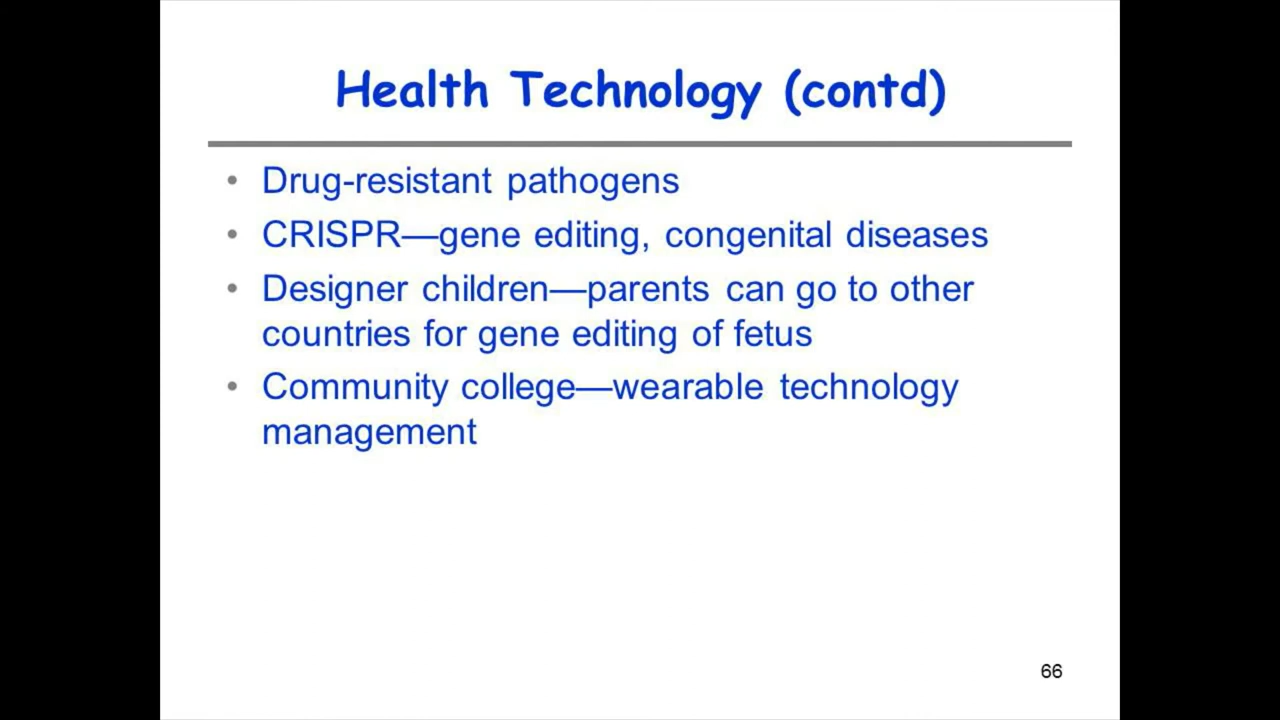 Health Technology (contd)
• Drug-resistant pathogens
• CRISPR—gene editing, congenital diseases
• Designer children—parents can go to other
countries for gene editing of fetus
• Community college—wearable technology
management
66